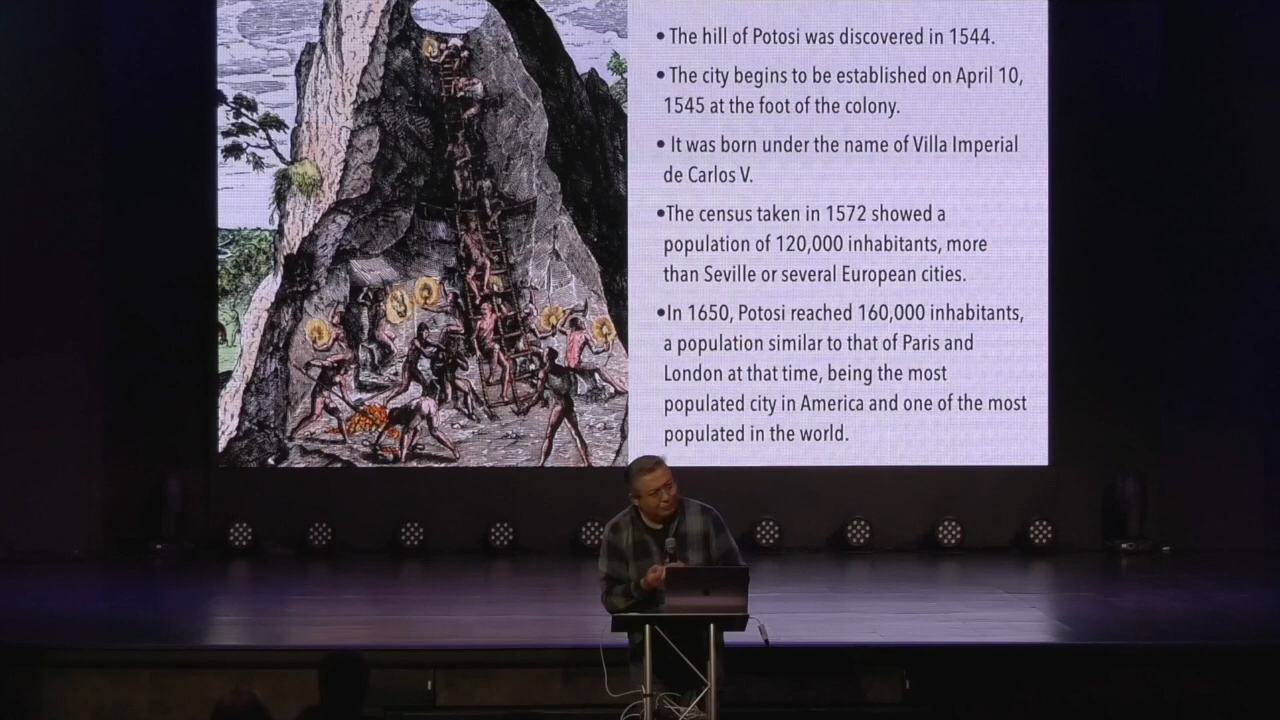 • The hill of Potosi was discovered in 1544.
• The city begins to be established on April 10,
1545 at the foot of the colony.
• It was born under the name of Villa Imperial
de Carlos V.
•The census taken in 1572 showed a
population of 120,000 inhabitants, more
than Seville or several European cities.
•In 1650, Potosi reached 160,000 inhabitants,
a population similar to that of Paris and
London at that time, being the most
populated city in America and one of the most
populated in the world.